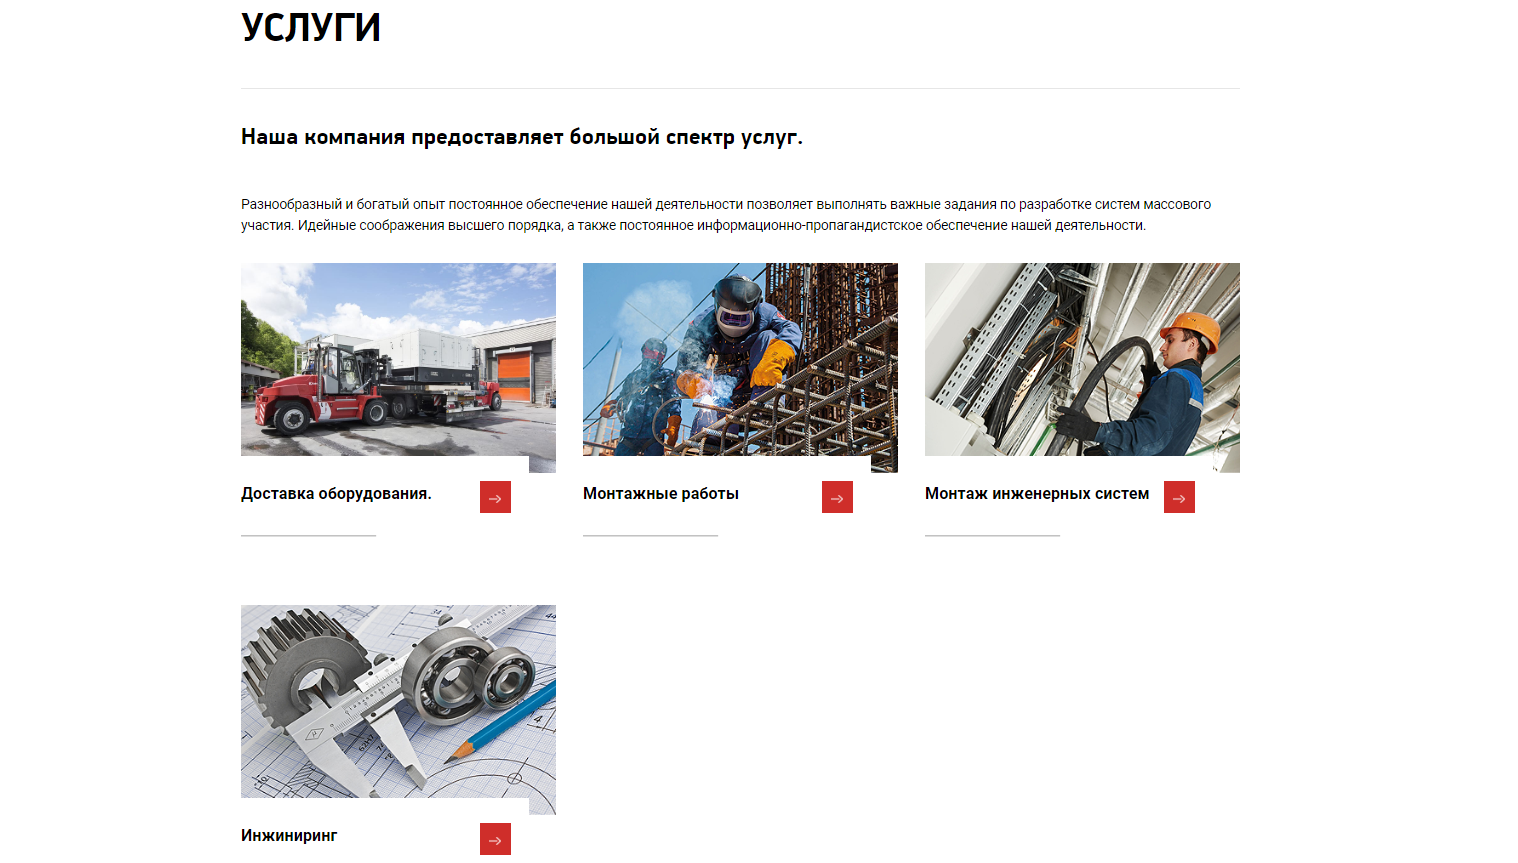 УСЛУГИ
Наша компания предоставляет большой спектр услуг.
Разнообразный и богатый опыт постоянное обеспечение нашей деятельности позволяет выполнять важные задания по разработке систем массового
участия. Идейные соображения высшего порядка, а также постоянное информационно-пропагандистское обеспечение нашей деятельности.
Доставка оборудования.
Монтажные работы
Монтаж инженерных систем
Инжиниринг